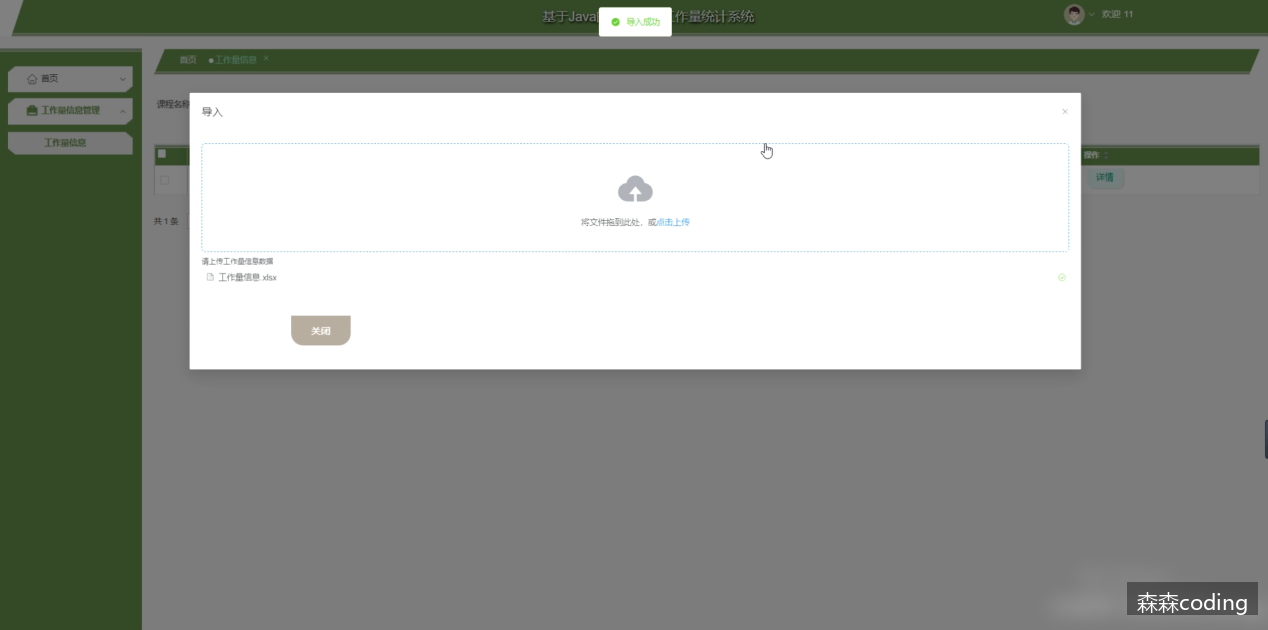 基于Java
工作量统计系统
导入成功
欢迎 11
首页
工作量信息
首页
工作量信息管理
工作量信息
课程名称
导入
操作
详情
共 1 条
将文件拖到此处，或点击上传
请上传工作量信息数据
工作量信息.xlsx
关闭
森森coding